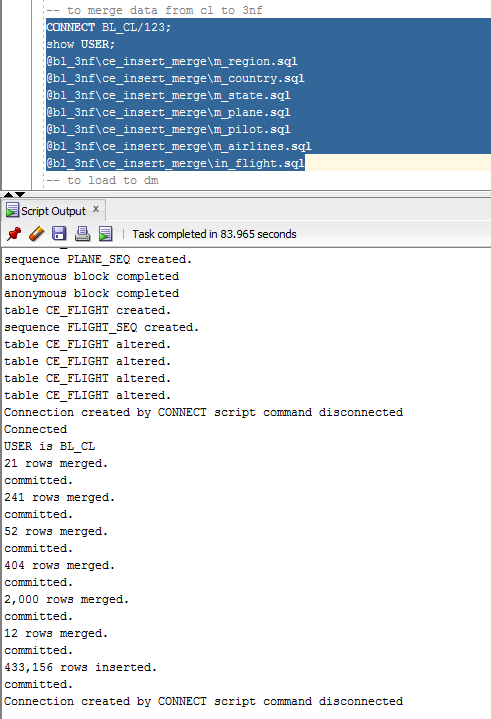 -- to merge data from cl to 3nf
CONNECT BL_CL/123;
show USER;
@bl_3nf\ce_insert_merge\m_region.sql
@bl_3nf\ce_insert_merge\m_country.sql
@bl_3nf\ce_insert_merge\m_state.sql
@bl_3nf\ce_insert_merge\m_plane.sql
@bl_3nf\ce_insert_merge\m_pilot.sql
@bl_3nf\ce_insert_merge\m_airlines.sql
@bl_3nf\ce_insert_merge\in_flight.sql
-- to load to dm
Script Output x
Task completed in 83.965 seconds
sequence PLANE_SEQ created.
anonymous block completed
anonymous block completed
table CE_FLIGHT created.
sequence FLIGHT_SEQ created.
table CE_FLIGHT altered.
table CE_FLIGHT altered.
table CE_FLIGHT altered.
table CE_FLIGHT altered.
Connection created by CONNECT script command disconnected
Connected
USER is BL_CL
21 rows merged.
committed.
241 rows merged.
committed.
52 rows merged.
committed.
404 rows merged.
committed.
2,000 rows merged.
committed.
12 rows merged.
committed.
433,156 rows inserted.
committed.
Connection created by CONNECT script command disconnected